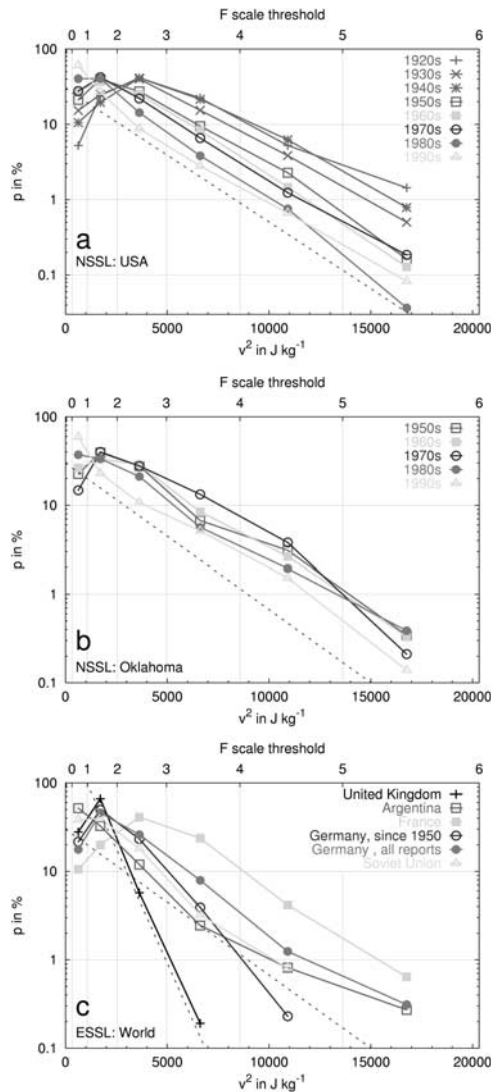 F scale threshold
0 1 2 3 4 5 6
100
10
1
0.1
p in %
1920s
1930s
1940s
1950s
1960s
1970s
1980s
1990s
a
NSSL: USA
0 5000 10000 15000 20000
v² in J kg⁻¹
F scale threshold
0 1 2 3 4 5 6
100
10
1
0.1
p in %
1950s
1960s
1970s
1980s
1990s
b
NSSL: Oklahoma
0 5000 10000 15000 20000
v² in J kg⁻¹
F scale threshold
0 1 2 3 4 5 6
100
10
1
0.1
p in %
United Kingdom
Argentina
France
Germany, since 1950
Germany , all reports
Soviet Union
c
ESSL: World
0 5000 10000 15000 20000
v² in J kg⁻¹